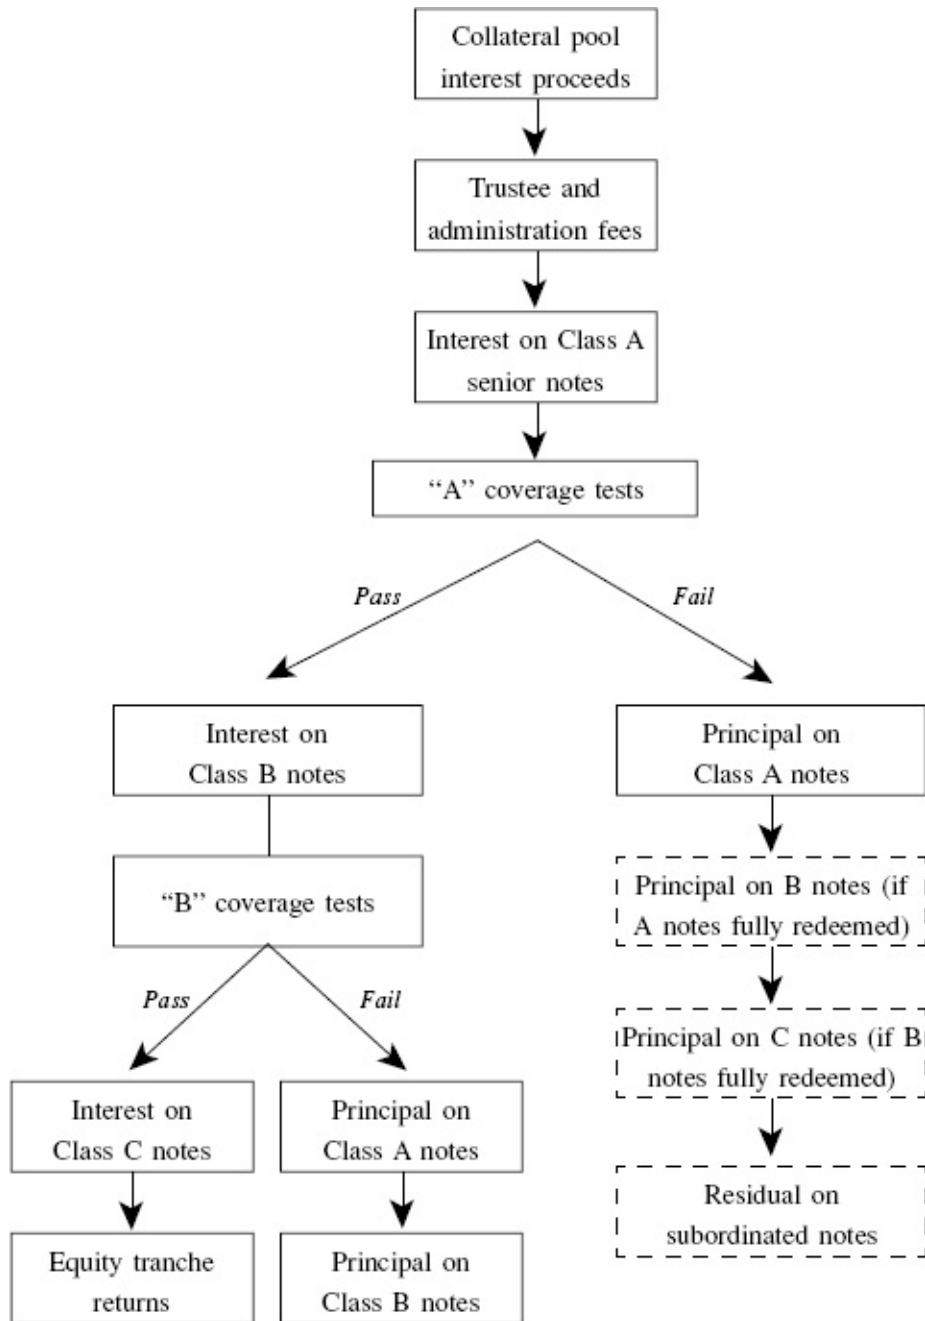 Collateral pool
interest proceeds
Trustee and
administration fees
Interest on Class A
senior notes
“A” coverage tests
Pass
Fail
Interest on
Class B notes
Principal on
Class A notes
“B” coverage tests
Principal on B notes (if
A notes fully redeemed)
Pass
Fail
Principal on C notes (if B
notes fully redeemed)
Interest on
Class C notes
Principal on
Class A notes
Residual on
subordinated notes
Equity tranche
returns
Principal on
Class B notes